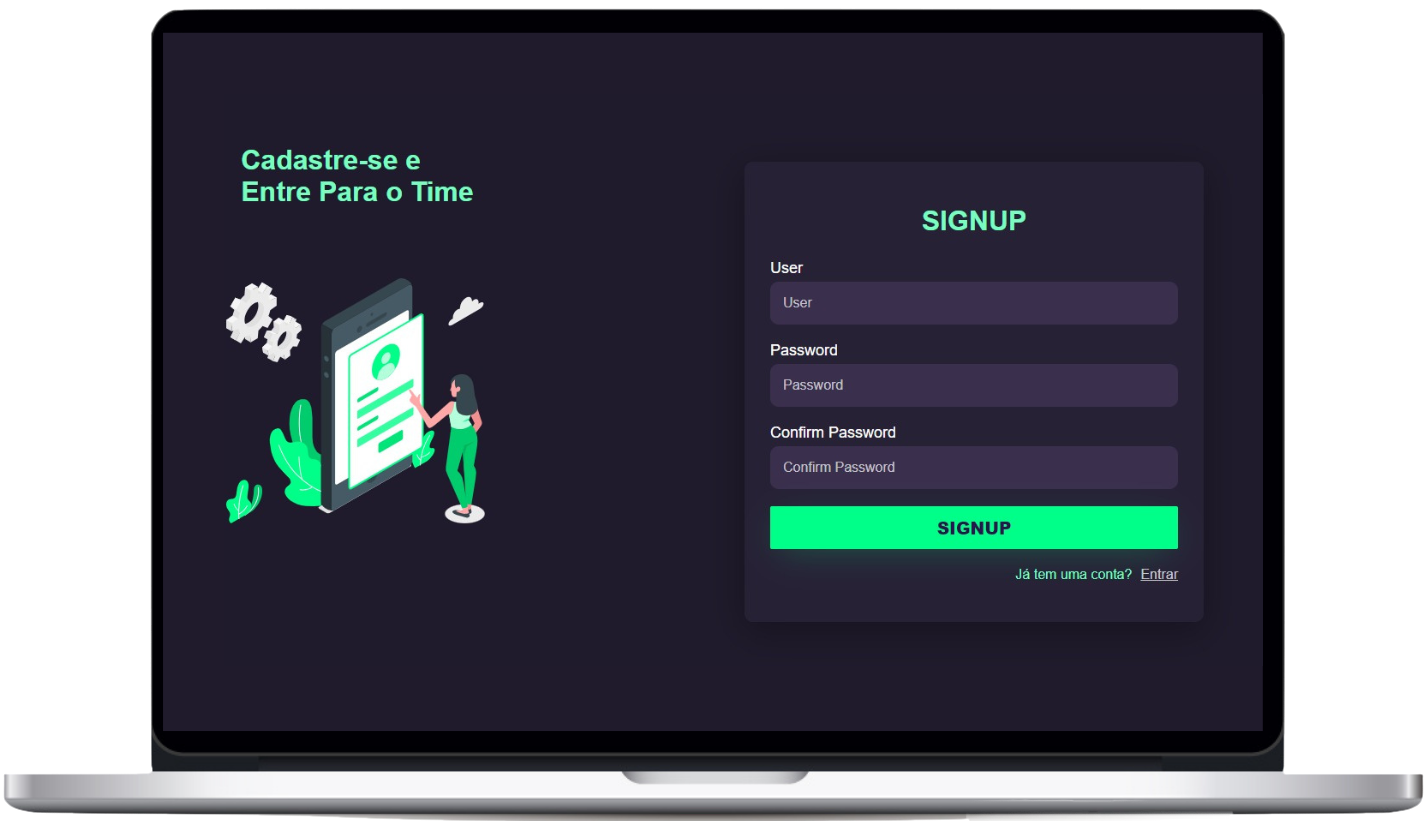 Cadastre-se e
Entre Para o Time
SIGNUP
User
User
Password
Password
Confirm Password
Confirm Password
SIGNUP
Já tem uma conta? Entrar